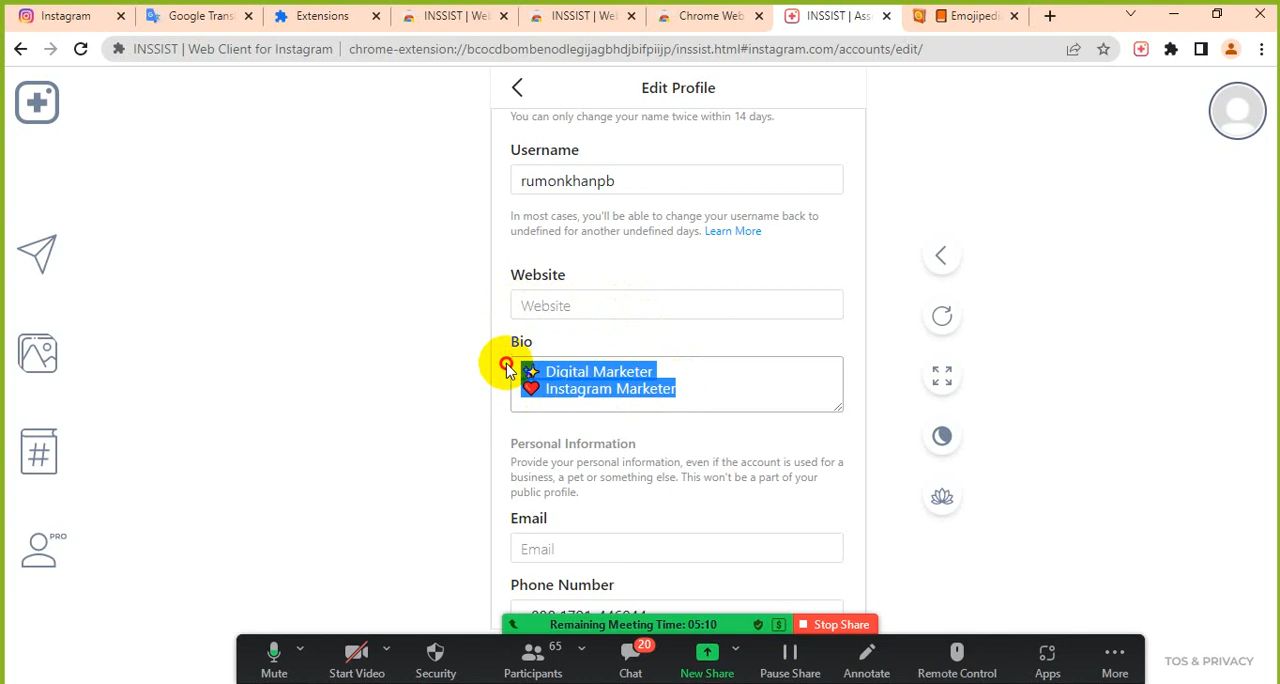 Instagram
Google Tran
Extensions
INSSIST | We
INSSIST | We
Chrome Web
INSSIST | Ass
Emojiped
INSSIST | Web Client for Instagram
chrome-extension://bcocdbombenodlegijagbhdjbifpiijp/inssist.html#instagram.com/accounts/edit/
Edit Profile
You can only change your name twice within 14 days.
Username
rumonkhanpb
In most cases, you'll be able to change your username back to
undefined for another undefined days. Learn More
Website
Website
Bio
✨ Digital Marketer
❤️ Instagram Marketer
Personal Information
Provide your personal information, even if the account is used for a
business, a pet or something else. This won't be a part of your
public profile.
Email
Email
Phone Number
PRO
Remaining Meeting Time: 05:10
Stop Share
65
20
Mute
Start Video
Security
Participants
Chat
New Share
Pause Share
Annotate
Remote Control
Apps
More
TOS & PRIVACY